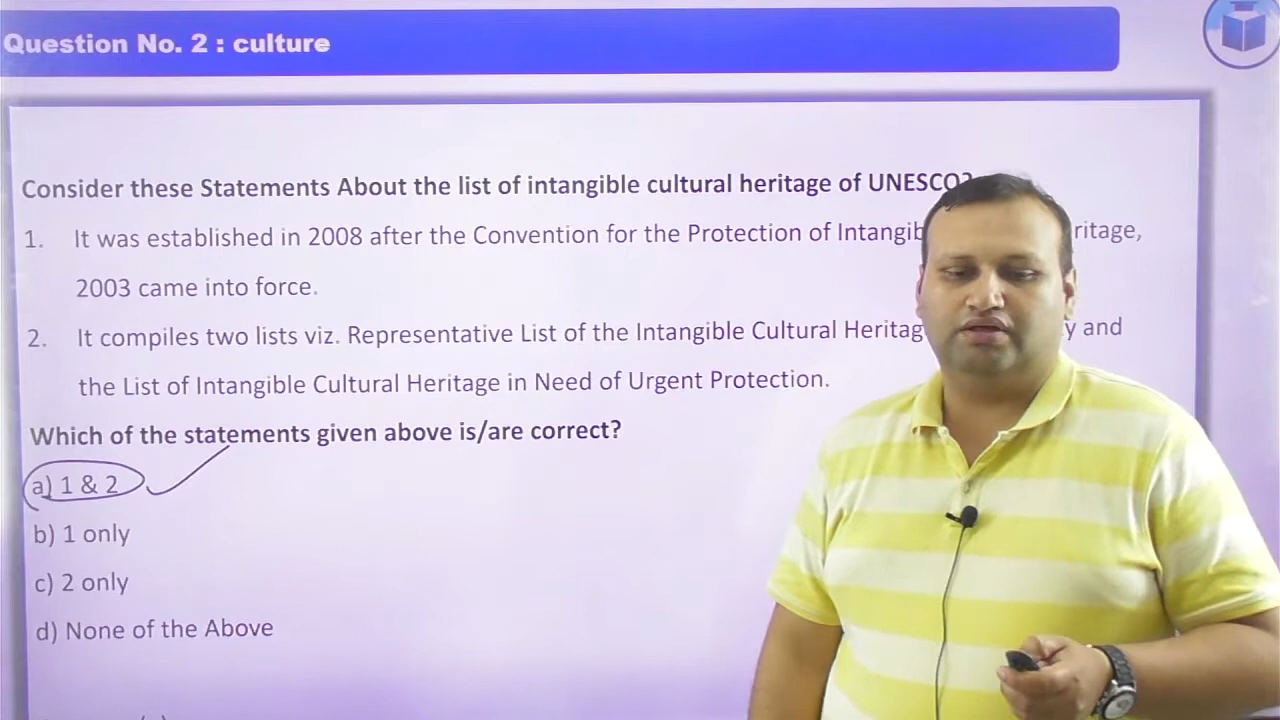 Question No. 2 : culture
Consider these Statements About the list of intangible cultural heritage of UNESCO?
1. It was established in 2008 after the Convention for the Protection of ritage,
2003 came into force.
2. It compiles two lists viz. Representative List of the Intangible Cultural and
the List of Intangible Cultural Heritage in Need of Urgent Protection.
Which of the statements given above is/are correct?
a) 1 & 2
b) 1 only
c) 2 only
d) None of the Above